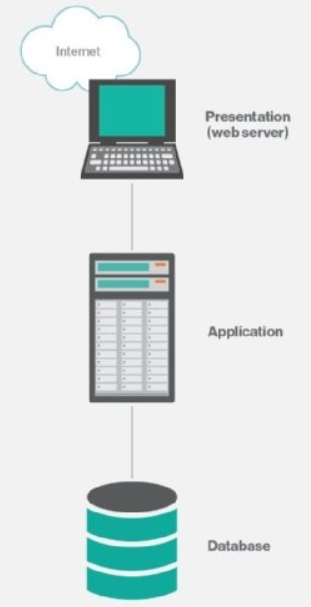 Internet
Presentation
(web server)
Application
Database